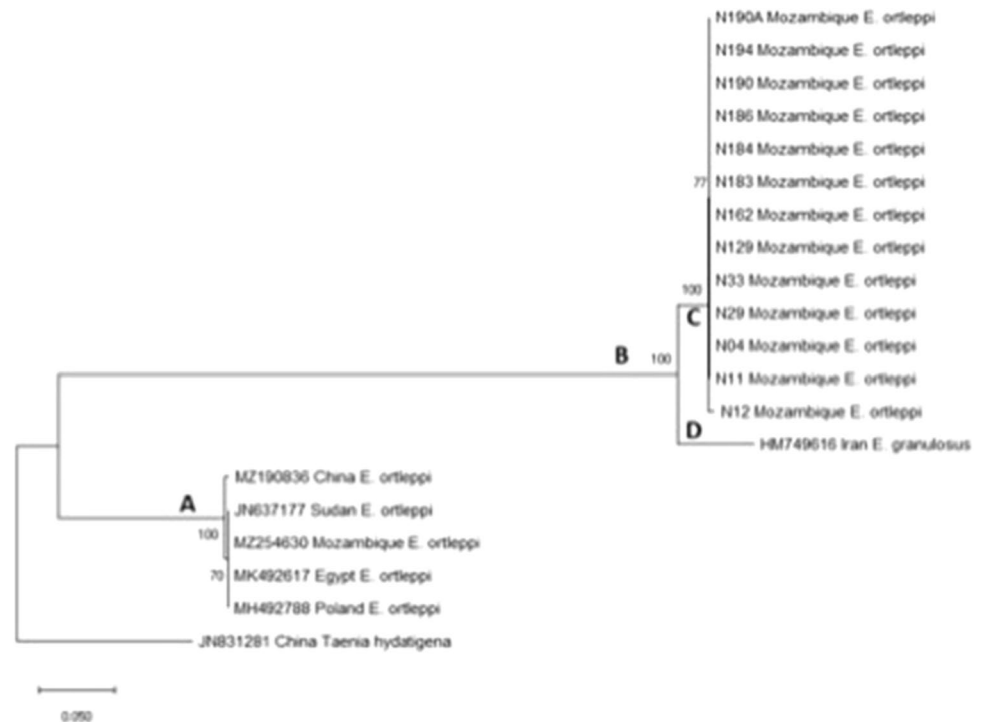 N190A Mozambique E. ortleppi
N194 Mozambique E. ortleppi
N190 Mozambique E. ortleppi
N186 Mozambique E. ortleppi
N184 Mozambique E. ortleppi
77 N183 Mozambique E. ortleppi
N162 Mozambique E. ortleppi
N129 Mozambique E. ortleppi
N33 Mozambique E. ortleppi
100
C N29 Mozambique E. ortleppi
N04 Mozambique E. ortleppi
B 100
N11 Mozambique E. ortleppi
N12 Mozambique E. ortleppi
D
HM749616 Iran E. granulosus
MZ190836 China E. ortleppi
A
JN637177 Sudan E. ortleppi
100
MZ254630 Mozambique E. ortleppi
70 MK492617 Egypt E. ortleppi
MH492788 Poland E. ortleppi
JN831281 China Taenia hydatigena
0.050